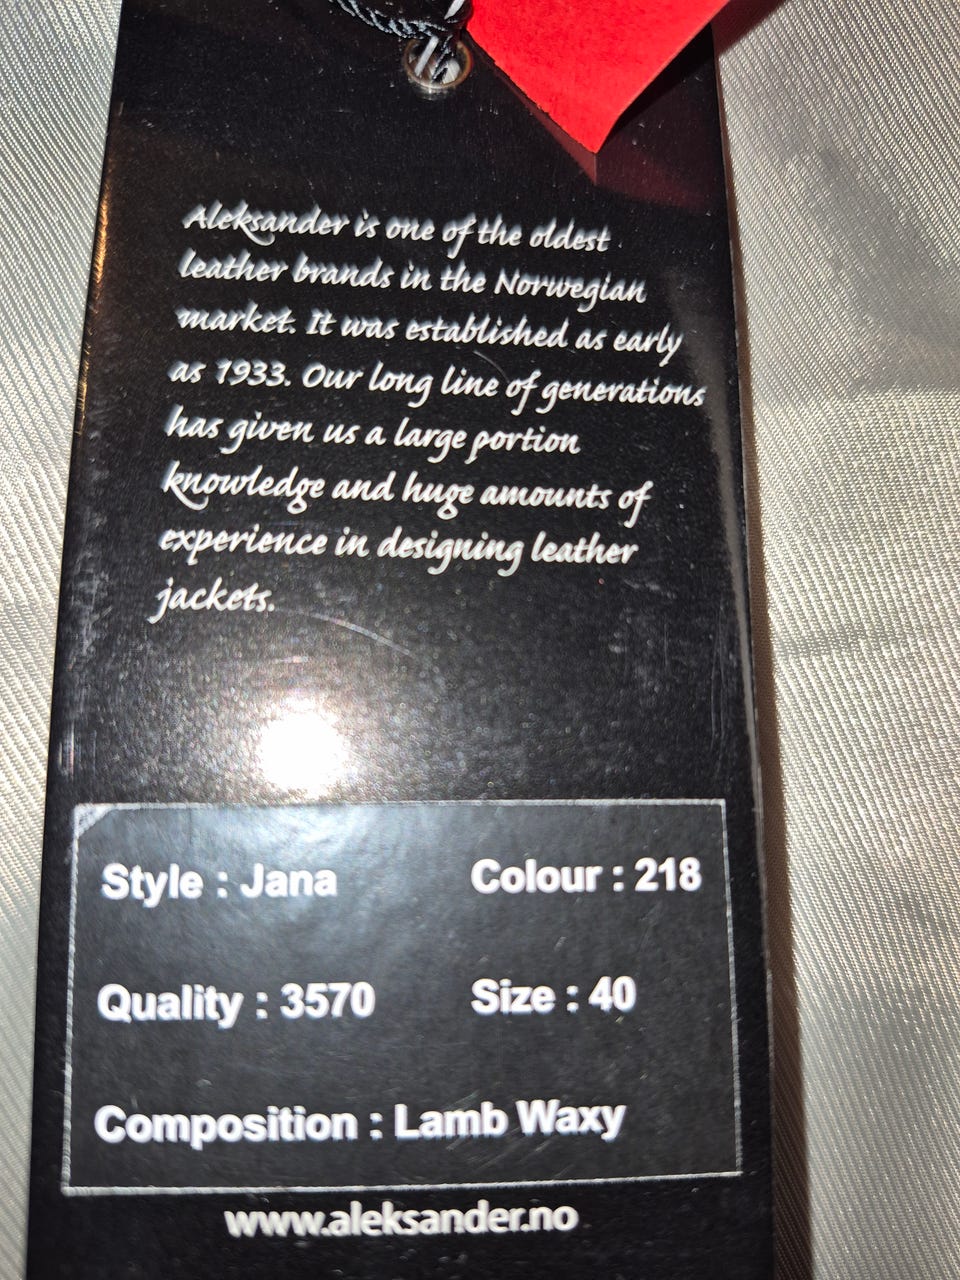 Aleksander is one of the oldest
leather brands in the Norwegian
market. It was established as early
as 1933. Our long line of generations
has given us a large portion
knowledge and huge amounts of
experience in designing leather
jackets.
Style : Jana Colour : 218
Quality : 3570 Size : 40
Composition : Lamb Waxy
www.aleksander.no